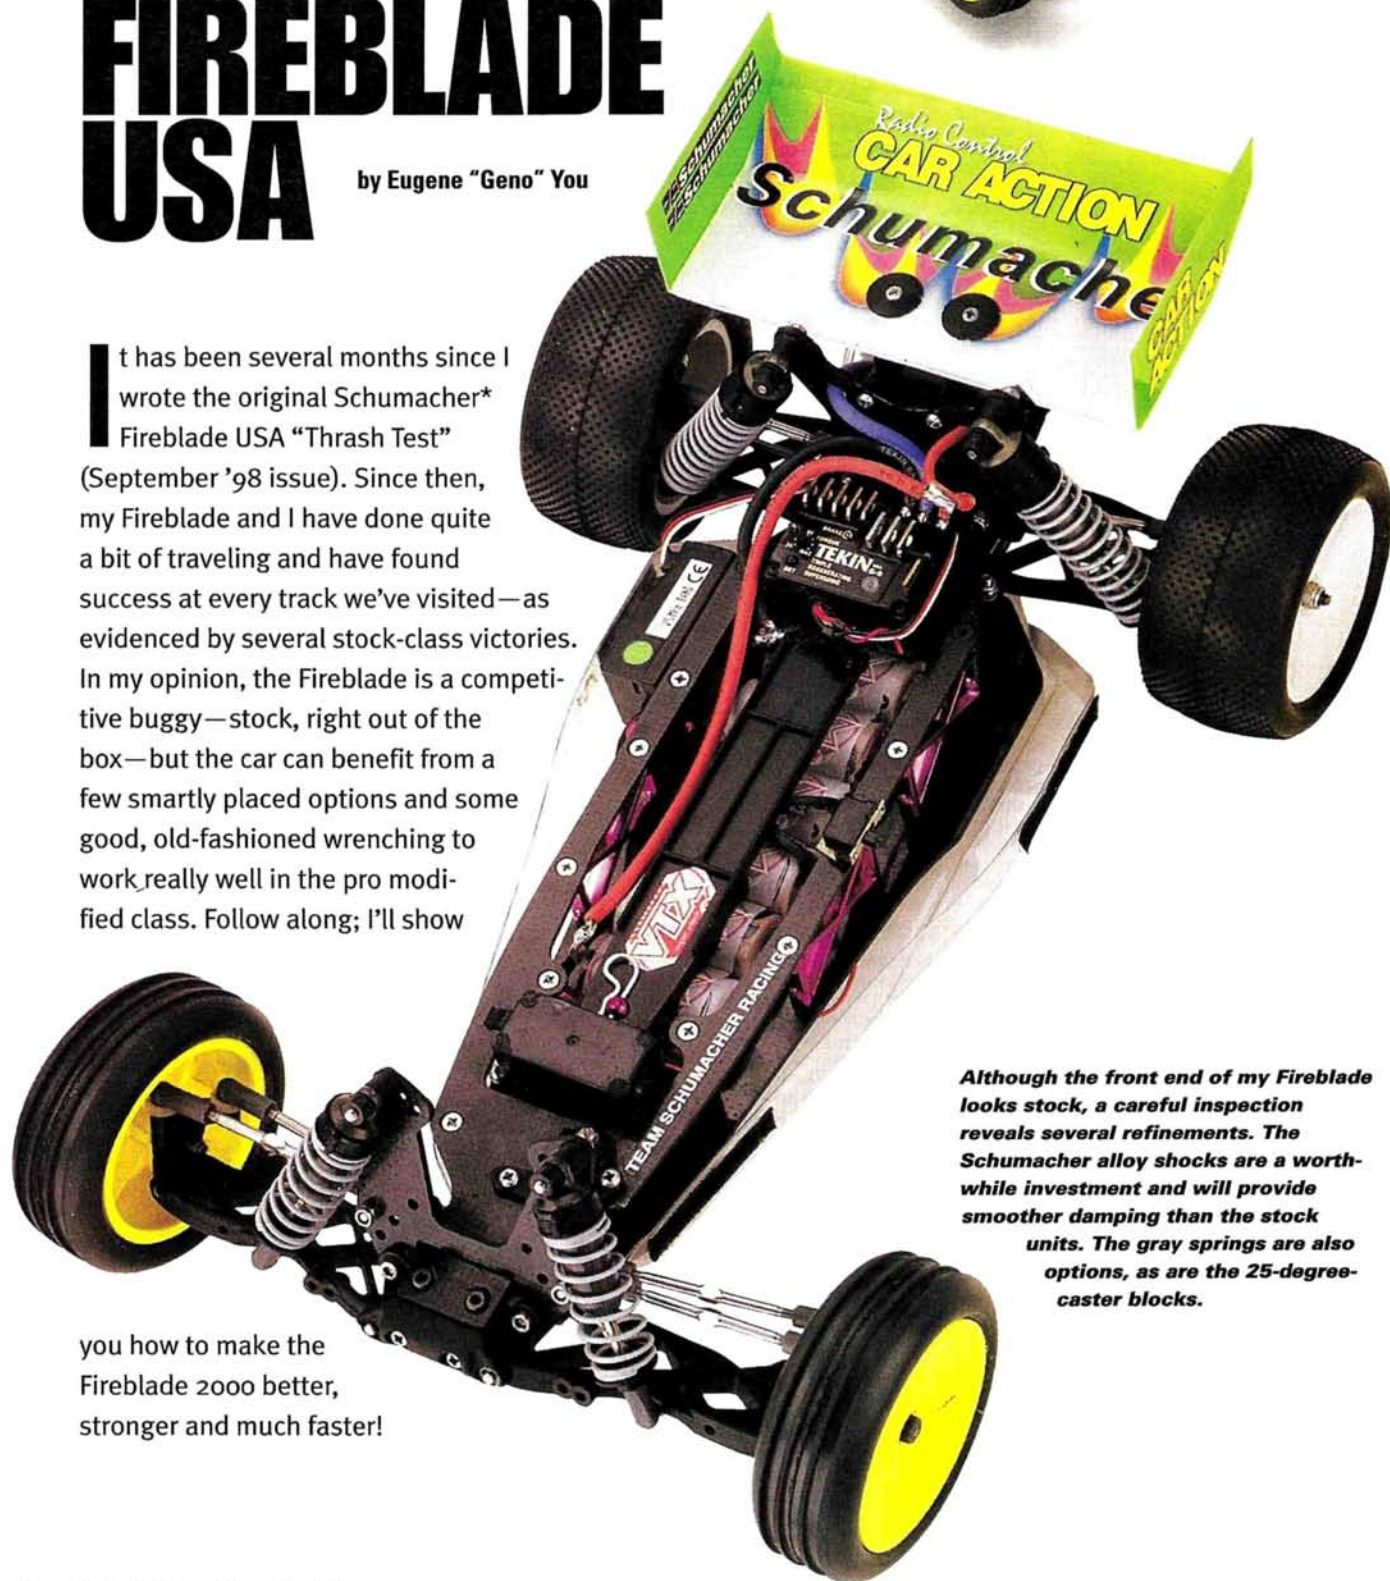 FIREBLADE
USA
by Eugene "Geno" You
It has been several months since I
wrote the original Schumacher*
Fireblade USA “Thrash Test”
(September ’98 issue). Since then,
my Fireblade and I have done quite
a bit of traveling and have found
success at every track we’ve visited—as
evidenced by several stock-class victories.
In my opinion, the Fireblade is a competi-
tive buggy—stock, right out of the
box—but the car can benefit from a
few smartly placed options and some
good, old-fashioned wrenching to
work really well in the pro modi-
fied class. Follow along; I’ll show
you how to make the
Fireblade 2000 better,
stronger and much faster!
Schumacher
Schumacher
Schumacher
Radio Control
CAR ACTION
Schumache
CAR
ACTION
TEKIN
BRAKE
TEKIN
CE
VTX
TEAM SCHUMACHER RACING
Although the front end of my Fireblade
looks stock, a careful inspection
reveals several refinements. The
Schumacher alloy shocks are a worth-
while investment and will provide
smoother damping than the stock
units. The gray springs are also
options, as are the 25-degree-
caster blocks.